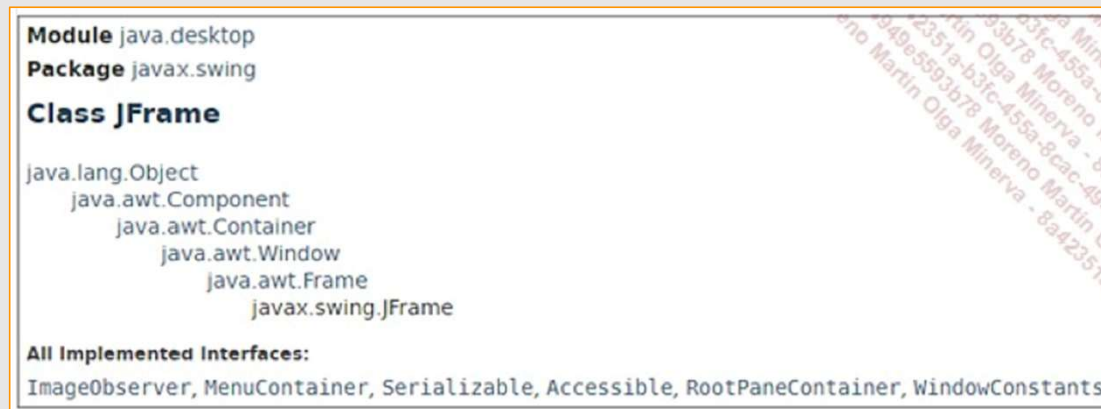 Module java.desktop
Package javax.swing
Class JFrame
java.lang.Object
java.awt.Component
java.awt.Container
java.awt.Window
java.awt.Frame
javax.swing.JFrame
All Implemented Interfaces:
ImageObserver, MenuContainer, Serializable, Accessible, RootPaneContainer, WindowConstants